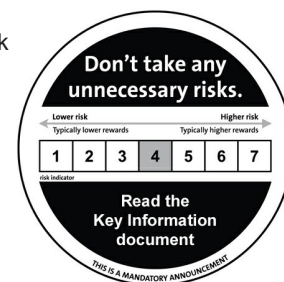 k
Don't take any
unnecessary risks.
Lower risk Higher risk
Typically lower rewards Typically higher rewards
1 2 3 4 5 6 7
risk indicator
Read the
Key Information
document
THIS IS A MANDATORY ANNOUNCEMENT